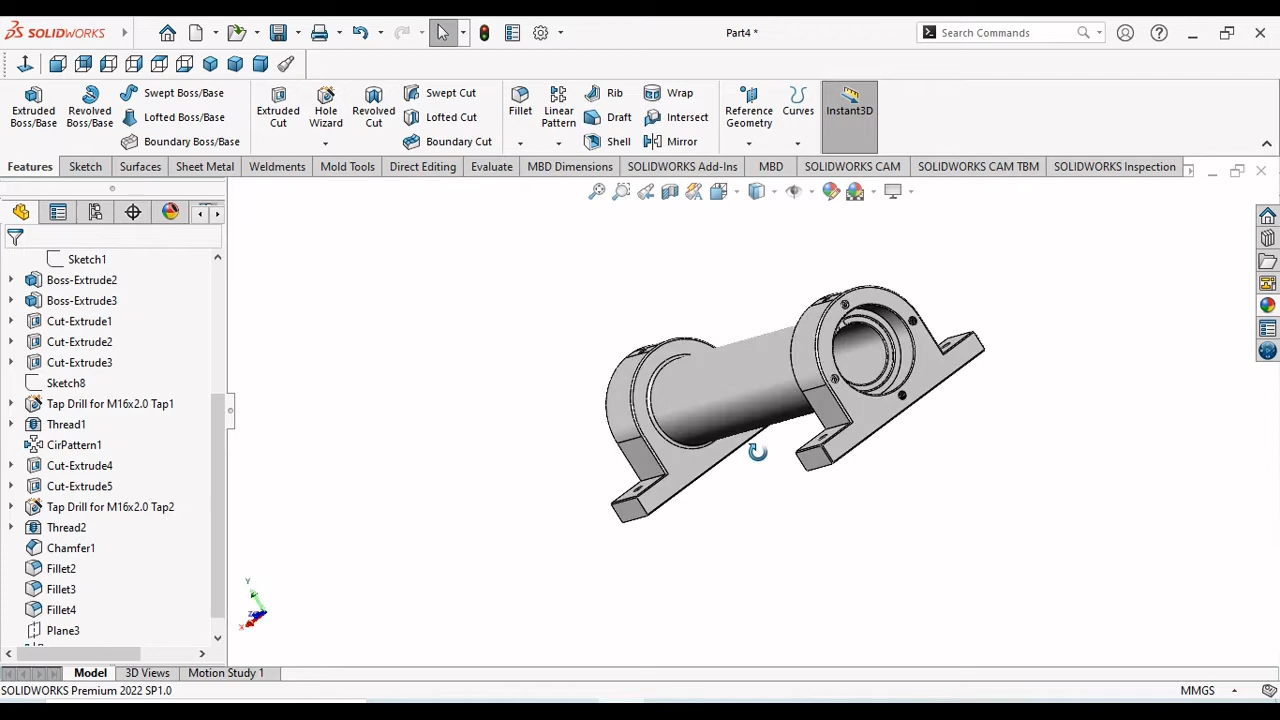 SOLIDWORKS
Part4 *
Search Commands
Extruded Boss/Base
Revolved Boss/Base
Swept Boss/Base
Lofted Boss/Base
Boundary Boss/Base
Extruded Cut
Hole Wizard
Revolved Cut
Swept Cut
Lofted Cut
Boundary Cut
Fillet
Linear Pattern
Rib
Draft
Shell
Wrap
Intersect
Mirror
Reference Geometry
Curves
Instant3D
Features Sketch Surfaces Sheet Metal Weldments Mold Tools Direct Editing Evaluate MBD Dimensions SOLIDWORKS Add-Ins MBD SOLIDWORKS CAM SOLIDWORKS CAM TBM SOLIDWORKS Inspection
Sketch1
Boss-Extrude2
Boss-Extrude3
Cut-Extrude1
Cut-Extrude2
Cut-Extrude3
Sketch8
Tap Drill for M16x2.0 Tap1
Thread1
CirPattern1
Cut-Extrude4
Cut-Extrude5
Tap Drill for M16x2.0 Tap2
Thread2
Chamfer1
Fillet2
Fillet3
Fillet4
Plane3
Y
X
Z
Model 3D Views Motion Study 1
SOLIDWORKS Premium 2022 SP1.0
MMGS